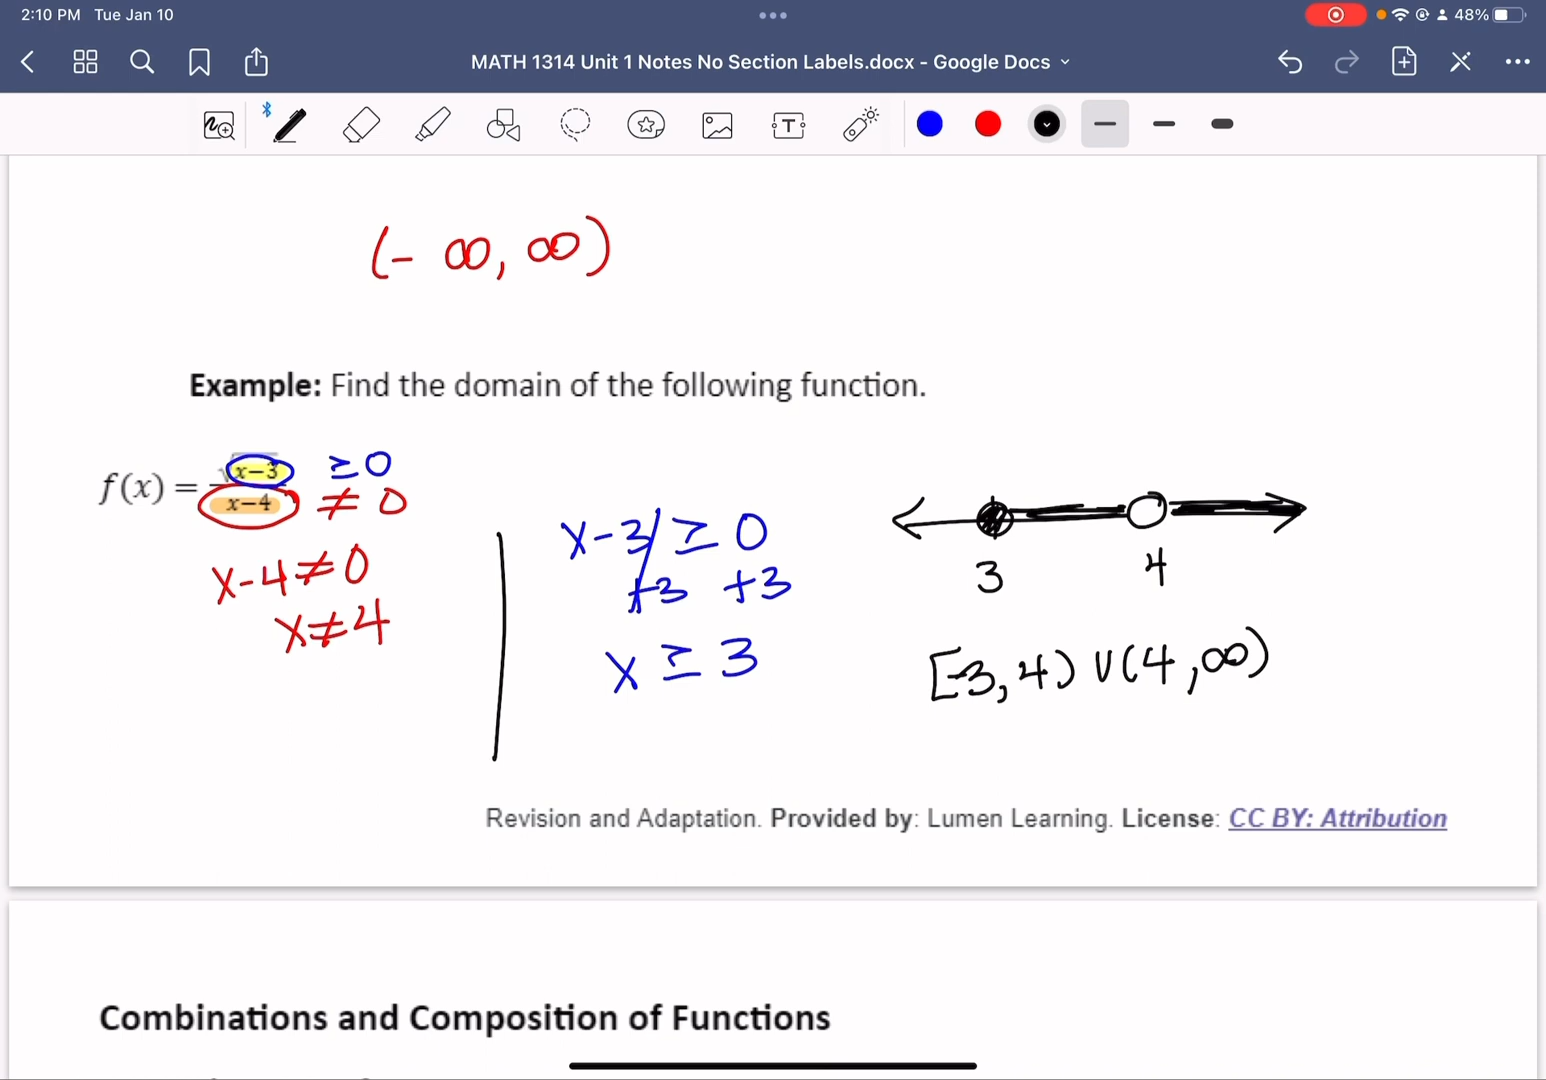 2:10 PM Tue Jan 10
48%
MATH 1314 Unit 1 Notes No Section Labels.docx - Google Docs
T
(- ∞, ∞)
Example: Find the domain of the following function.
f(x) = √x−3 / x−4
≥ 0
≠ 0
x-4≠0
x≠4
x-3 ≥ 0
+3 +3
x ≥ 3
3 4
[3,4) ∪ (4,∞)
Revision and Adaptation. Provided by: Lumen Learning. License: CC BY: Attribution
Combinations and Composition of Functions